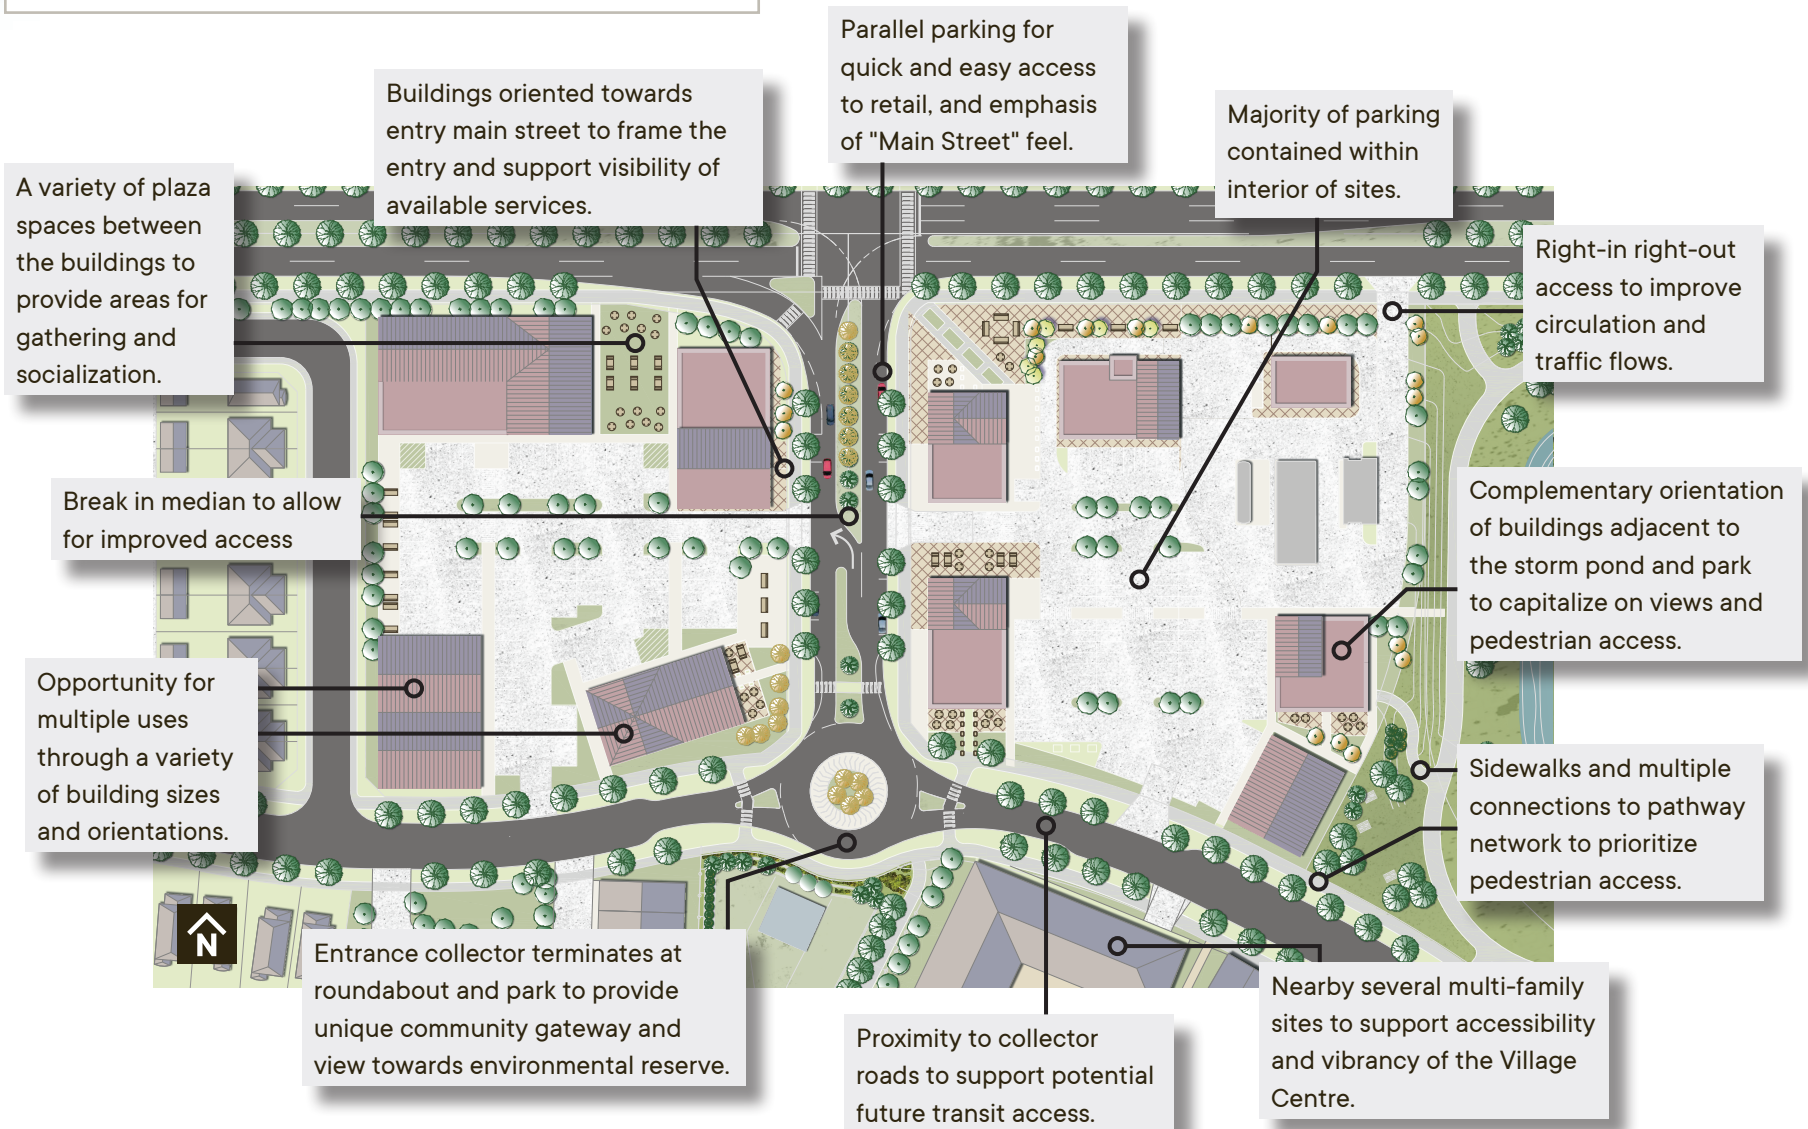 Parallel parking for
quick and easy access
to retail, and emphasis
of "Main Street" feel.
Buildings oriented towards
entry main street to frame the
entry and support visibility of
available services.
Majority of parking
contained within
interior of sites.
A variety of plaza
spaces between
the buildings to
provide areas for
gathering and
socialization.
Right-in right-out
access to improve
circulation and
traffic flows.
Break in median to allow
for improved access
Complementary orientation
of buildings adjacent to
the storm pond and park
to capitalize on views and
pedestrian access.
Opportunity for
multiple uses
through a variety
of building sizes
and orientations.
Sidewalks and multiple
connections to pathway
network to prioritize
pedestrian access.
N
Entrance collector terminates at
roundabout and park to provide
unique community gateway and
view towards environmental reserve.
Proximity to collector
roads to support potential
future transit access.
Nearby several multi-family
sites to support accessibility
and vibrancy of the Village
Centre.